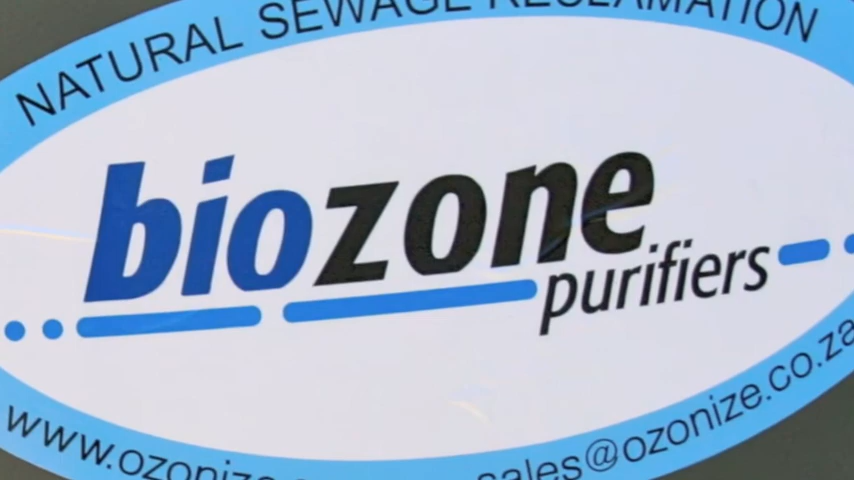 NATURAL SEWAGE RECLAMATION
biozone
purifiers
sales@ozonize.co.za